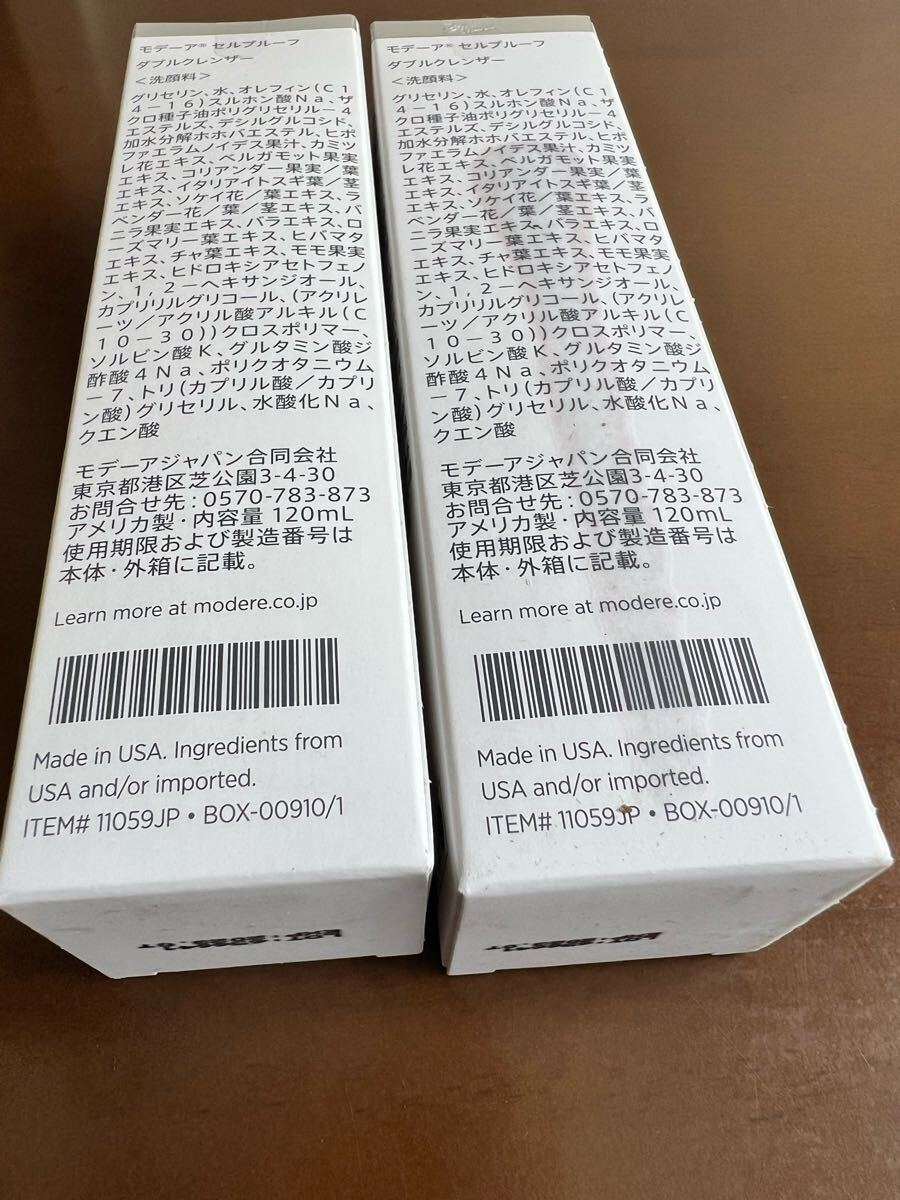 モデーア® セルプルーフ
ダブルクレンザー
<洗顔料>
グリセリン、水、オレフィン(C1
4-16)スルホン酸Na、ザ
クロ種子油ポリグリセリル-4
エステルズ、デシルグルコシド、
加水分解ホホバエステル、ヒポ
ファエラムノイデス果汁、カミツ
レ花エキス、ベルガモット果実
エキス、コリアンダー果実/葉
エキス、イタリアイトスギ葉/茎
エキス、ソケイ花/葉エキス、ラ
ベンダー花/葉/茎エキス、バ
ニラ果実エキス、バラエキス、ロ
ーズマリー葉エキス、ヒバマタ
エキス、チャ葉エキス、モモ果実
エキス、ヒドロキシアセトフェノ
ン、1,2-ヘキサンジオール、
カプリリルグリコール、(アクリレ
ーツ/アクリル酸アルキル(C
10-30))クロスポリマー、
ソルビン酸K、グルタミン酸ジ
酢酸4Na、ポリクオタニウム
-7、トリ(カプリル酸/カプリ
ン酸)グリセリル、水酸化Na、
クエン酸
モデーアジャパン合同会社
東京都港区芝公園3-4-30
お問合せ先:0570-783-873
アメリカ製・内容量 120mL
使用期限および製造番号は
本体・外箱に記載。
Learn more at modere.co.jp
Made in USA. Ingredients from
USA and/or imported.
ITEM# 11059JP • BOX-00910/1
モデーア® セルプルーフ
ダブルクレンザー
<洗顔料>
グリセリン、水、オレフィン(C1
4-16)スルホン酸Na、ザ
クロ種子油ポリグリセリル-4
エステルズ、デシルグルコシド、
加水分解ホホバエステル、ヒポ
ファエラムノイデス果汁、カミツ
レ花エキス、ベルガモット果実
エキス、コリアンダー果実/葉
エキス、イタリアイトスギ葉/茎
エキス、ソケイ花/葉エキス、ラ
ベンダー花/葉/茎エキス、バ
ニラ果実エキス、バラエキス、ロ
ーズマリー葉エキス、ヒバマタ
エキス、チャ葉エキス、モモ果実
エキス、ヒドロキシアセトフェノ
ン、1,2-ヘキサンジオール、
カプリリルグリコール、(アクリレ
ーツ/アクリル酸アルキル(C
10-30))クロスポリマー、
ソルビン酸K、グルタミン酸ジ
酢酸4Na、ポリクオタニウム
-7、トリ(カプリル酸/カプリ
ン酸)グリセリル、水酸化Na、
クエン酸
モデーアジャパン合同会社
東京都港区芝公園3-4-30
お問合せ先:0570-783-873
アメリカ製・内容量 120mL
使用期限および製造番号は
本体・外箱に記載。
Learn more at modere.co.jp
Made in USA. Ingredients from
USA and/or imported.
ITEM# 11059JP • BOX-00910/1